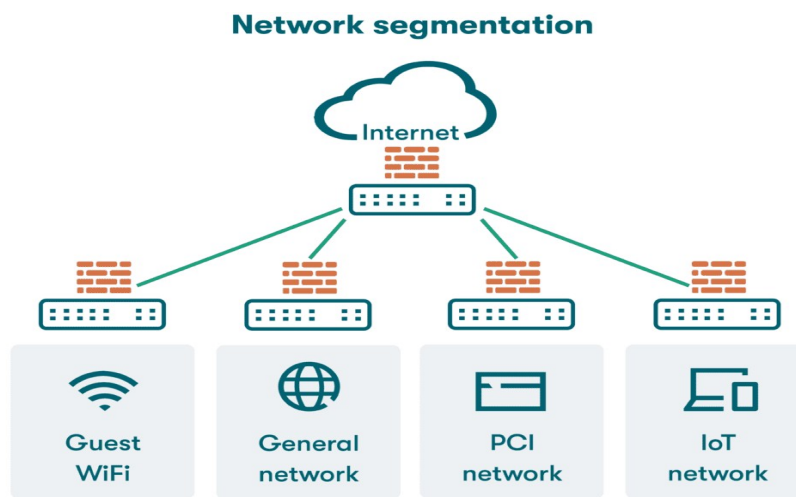 Network segmentation
Internet
Guest
WiFi
General
network
PCI
network
IoT
network